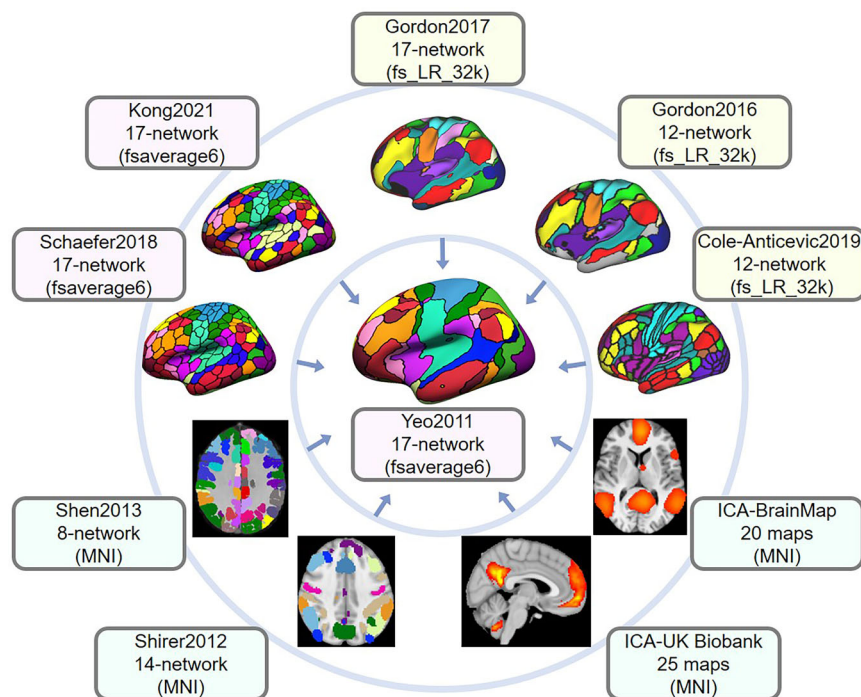 Gordon2017
17-network
(fs_LR_32k)
Kong2021
17-network
(fsaverage6)
Gordon2016
12-network
(fs_LR_32k)
Schaefer2018
17-network
(fsaverage6)
Cole-Anticevic2019
12-network
(fs_LR_32k)
Yeo2011
17-network
(fsaverage6)
Shen2013
8-network
(MNI)
ICA-BrainMap
20 maps
(MNI)
Shirer2012
14-network
(MNI)
ICA-UK Biobank
25 maps
(MNI)